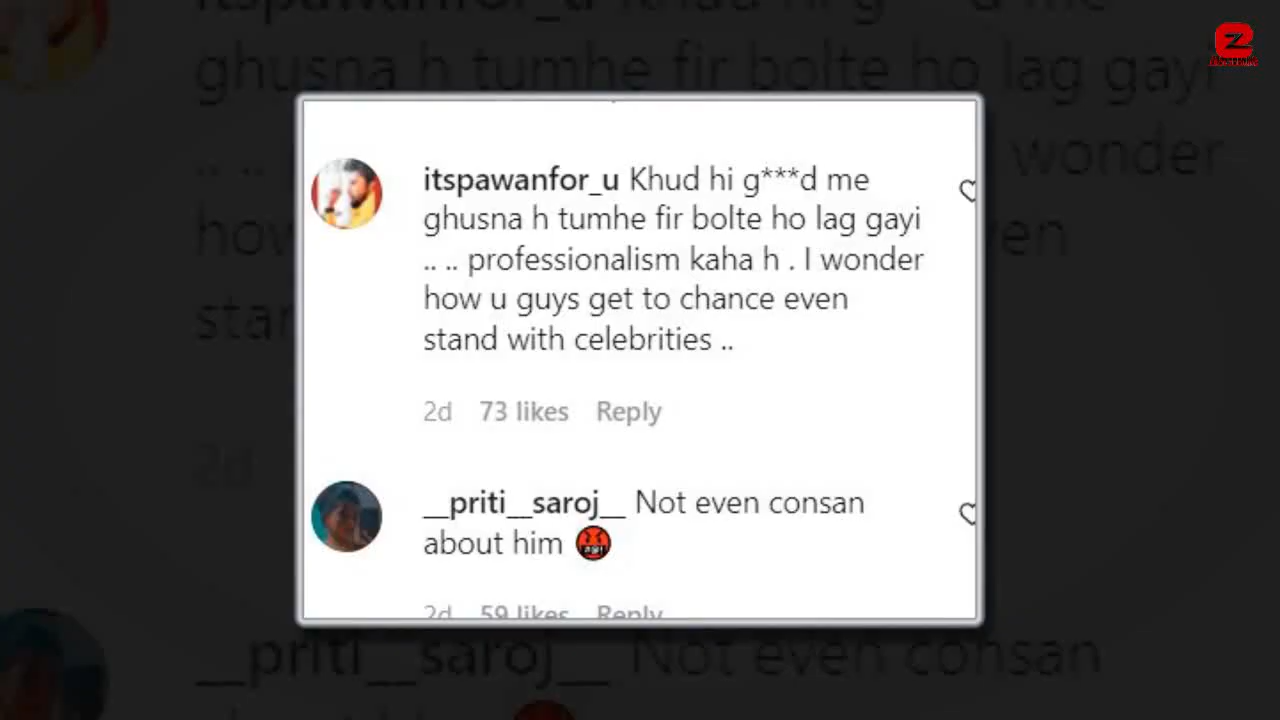 itspawanfor_u Khud hi g***d me
ghusna h tumhe fir bolte ho lag gayi
.. .. professionalism kaha h . I wonder
how u guys get to chance even
stand with celebrities ..
2d 73 likes Reply
__priti__saroj__ Not even consan
about him
2d 59 likes Reply